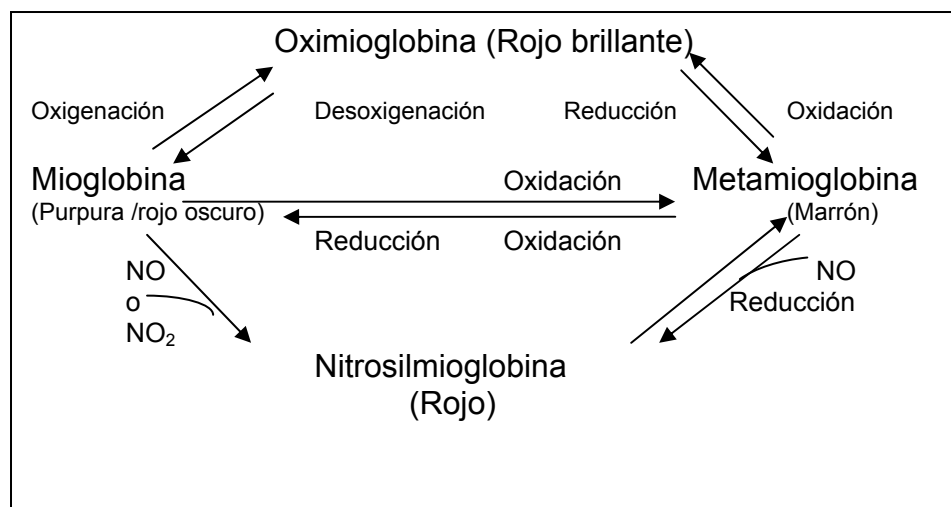 Oximioglobina (Rojo brillante)
Oxigenación Desoxigenación Reducción Oxidación
Mioglobina Oxidación Metamioglobina
(Purpura /rojo oscuro) (Marrón)
Reducción Oxidación
NO NO
o Reducción
NO₂
Nitrosilmioglobina
(Rojo)